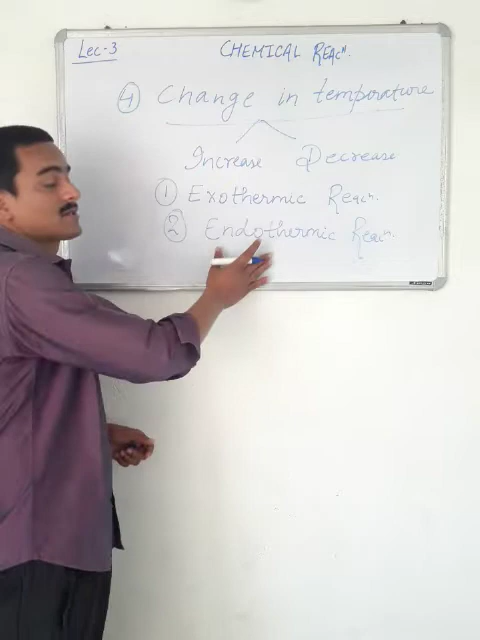 Lec-3 CHEMICAL REACⁿ.
④ Change in temperature
Increase Decrease
① Exothermic Reacⁿ.
② Endothermic Reacⁿ.